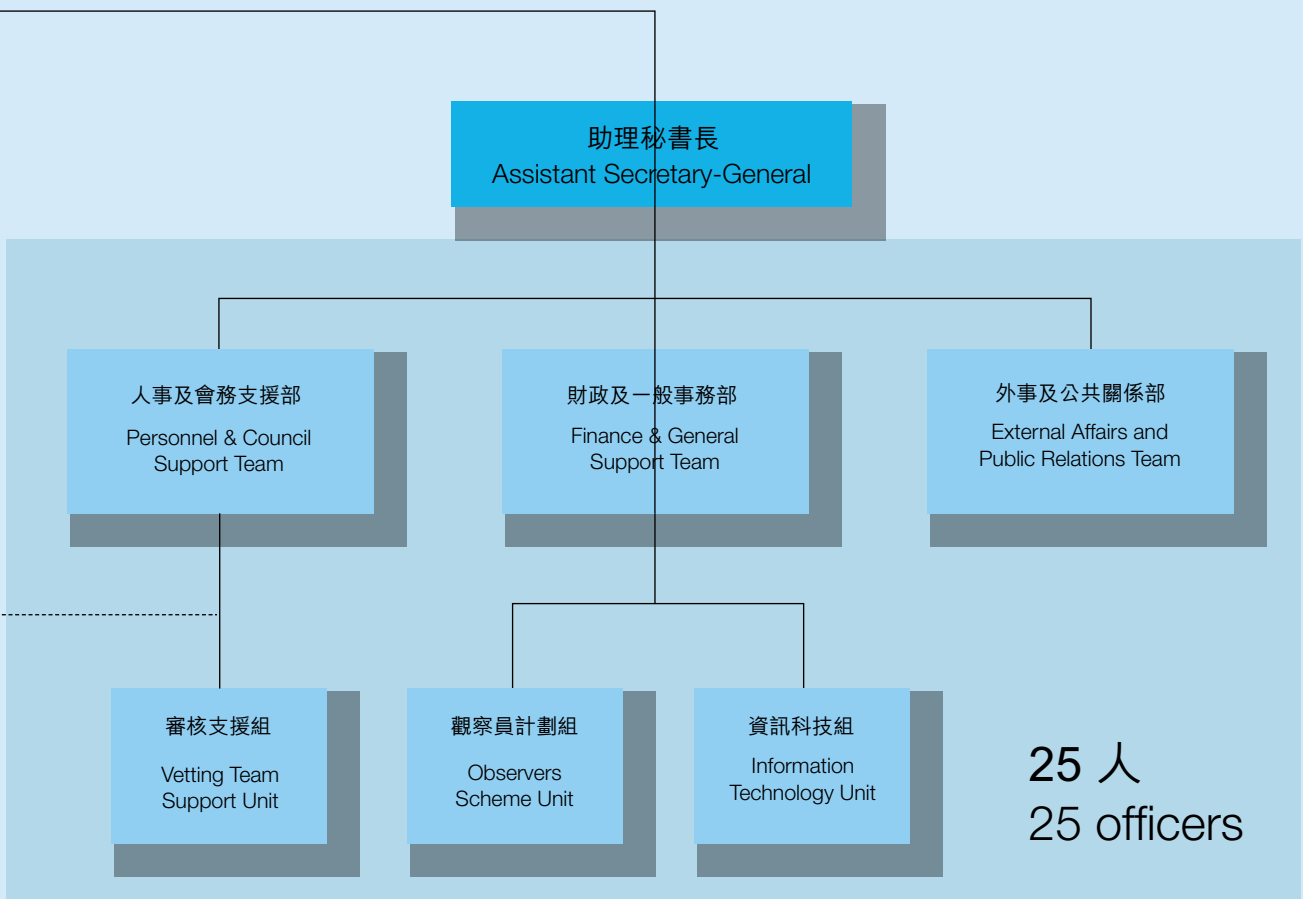 助理秘書長
Assistant Secretary-General
人事及會務支援部
Personnel & Council
Support Team
財政及一般事務部
Finance & General
Support Team
外事及公共關係部
External Affairs and
Public Relations Team
審核支援組
Vetting Team
Support Unit
觀察員計劃組
Observers
Scheme Unit
資訊科技組
Information
Technology Unit
25 人
25 officers